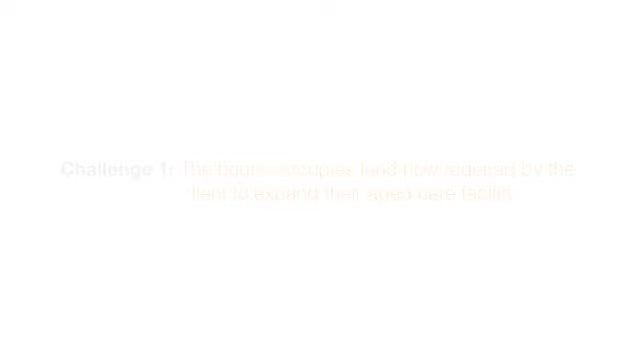 Challenge 1: The house occupies land now required by the
client to expand their aged care facility